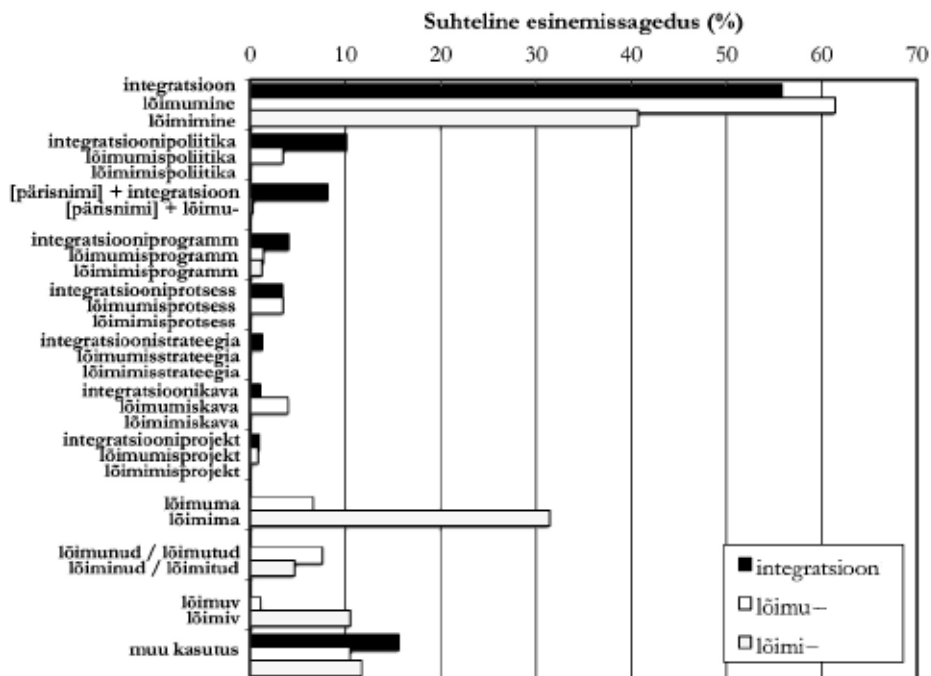 Suhteline esinemissagedus (%)
0 10 20 30 40 50 60 70
integratsioon
lõimumine
lõimimine
integratsioonipoliitika
lõimumispoliitika
lõimimispoliitika
[pärisnimi] + integratsioon
[pärisnimi] + lõimu-
integratsiooniprogramm
lõimumisprogramm
lõimimisprogramm
integratsiooniprotsess
lõimumisprotsess
lõimimisprotsess
integratsioonistrateegia
lõimumisstrateegia
lõimimisstrateegia
integratsioonikava
lõimumiskava
lõimimiskava
integratsiooniprojekt
lõimumisprojekt
lõimimisprojekt
lõimuma
lõimima
lõimunud / lõimutud
lõiminud / lõimitud
lõimuv
lõimiv
muu kasutus
integratsioon
lõimu–
lõimi–